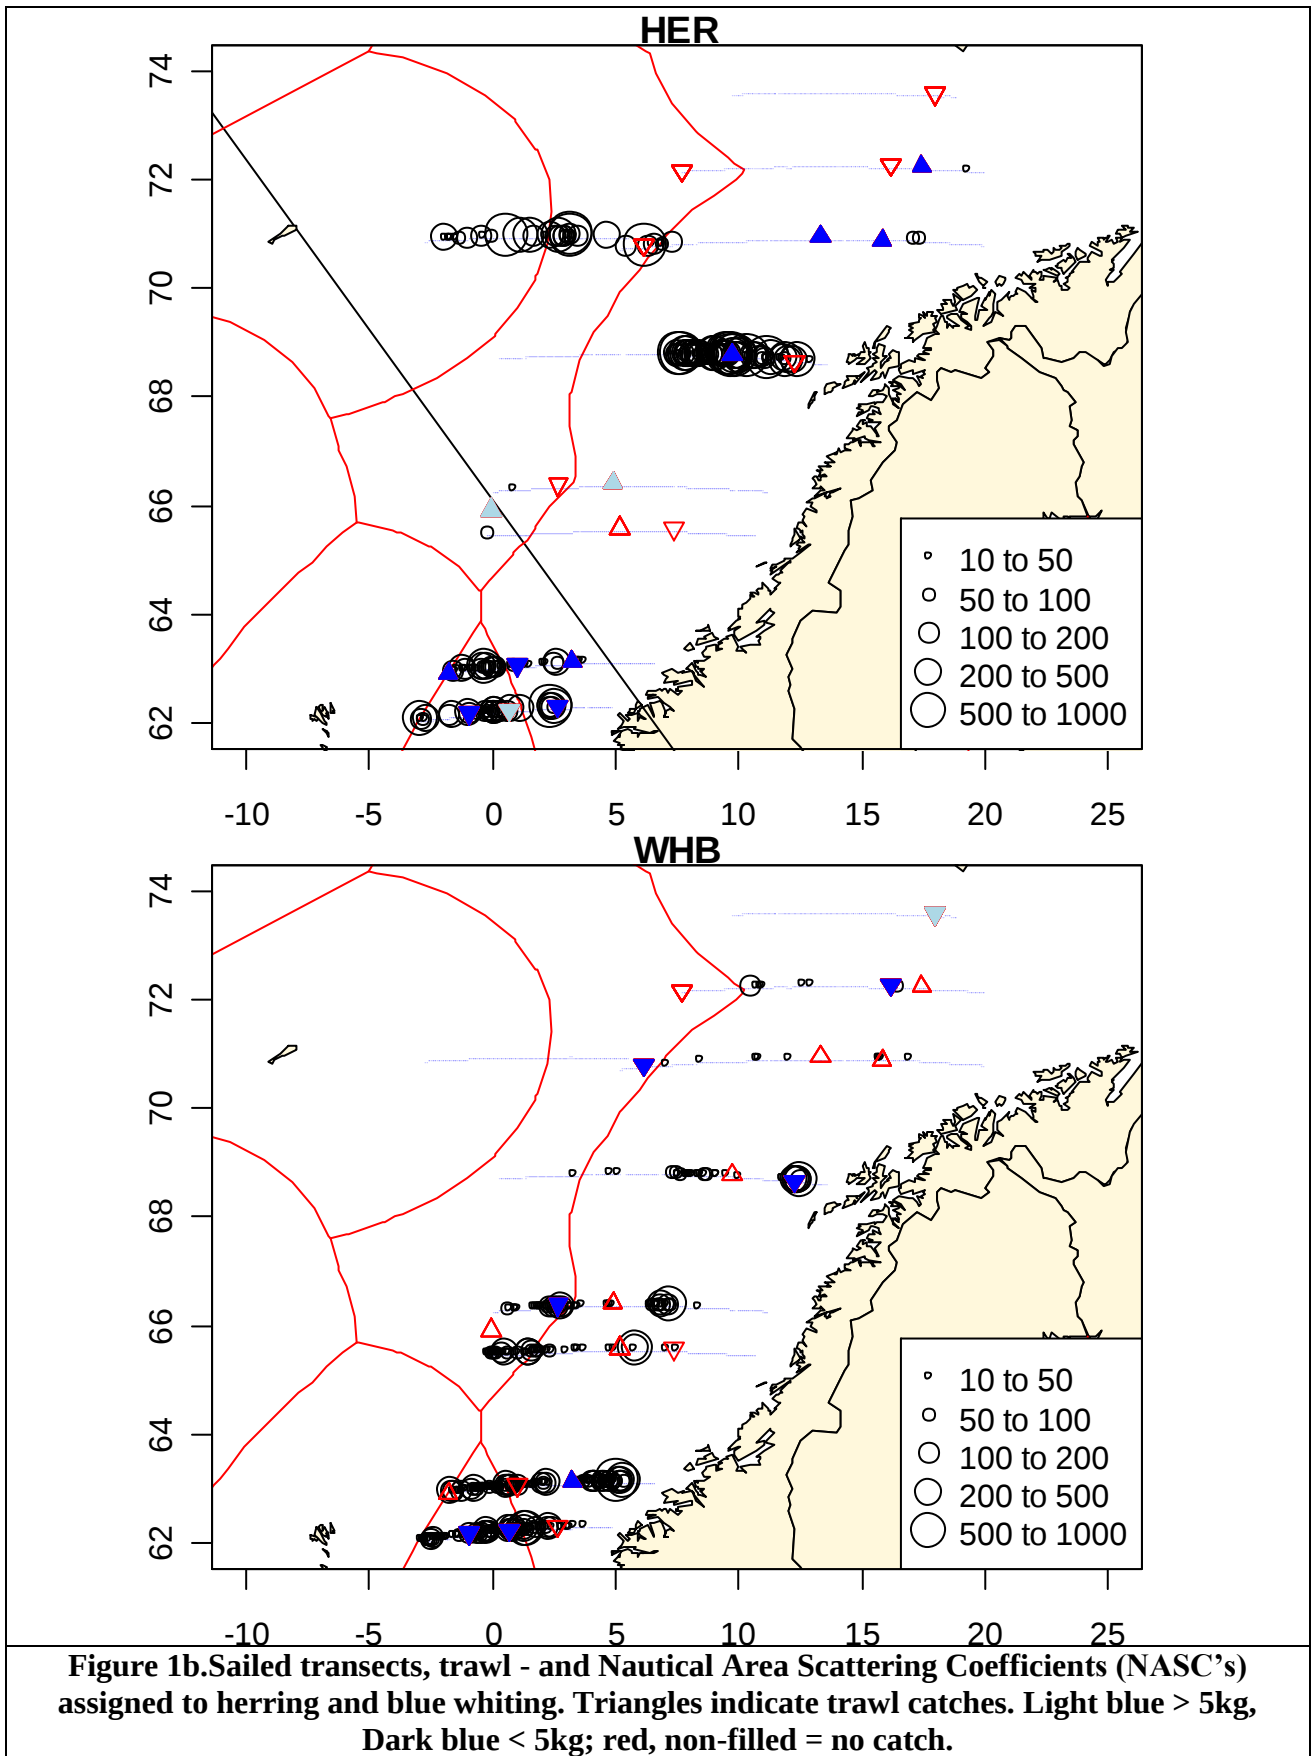 HER
74
72
70
68
66
64
62
10 to 50
50 to 100
100 to 200
200 to 500
500 to 1000
-10 -5 0 5 10 15 20 25
WHB
74
72
70
68
66
64
62
10 to 50
50 to 100
100 to 200
200 to 500
500 to 1000
-10 -5 0 5 10 15 20 25
Figure 1b.Sailed transects, trawl - and Nautical Area Scattering Coefficients (NASC’s)
assigned to herring and blue whiting. Triangles indicate trawl catches. Light blue > 5kg,
Dark blue < 5kg; red, non-filled = no catch.